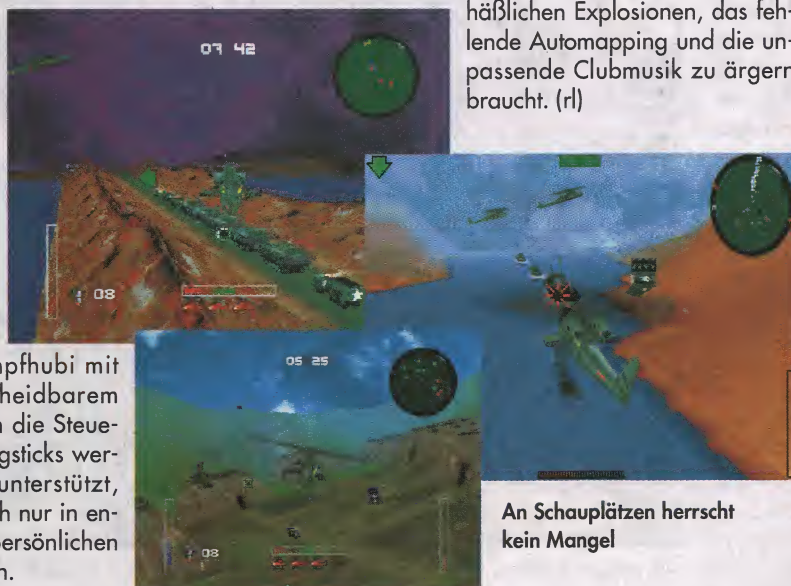 mpfhubi mit
heidbarem
n die Steue-
gsticks wer-
unterstützt,
h nur in en-
ersönlichen
n.
häßlichen Explosionen, das feh-
lende Automapping und die un-
passende Clubmusik zu ärgern
braucht. (rl)
07 42
08
05 25
08
An Schauplätzen herrscht
kein Mangel